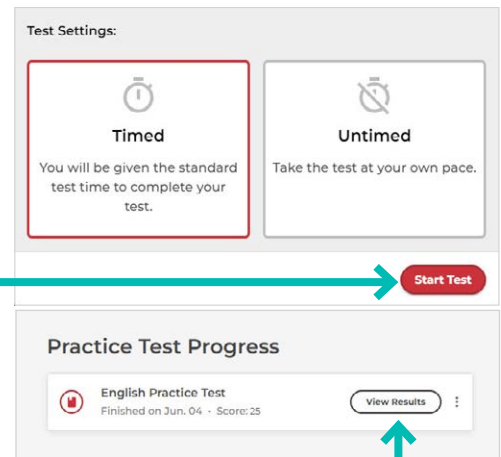 Test Settings:
Timed
You will be given the standard
test time to complete your
test.
Untimed
Take the test at your own pace.
Start Test
Practice Test Progress
English Practice Test
Finished on Jun. 04 · Score: 25
View Results